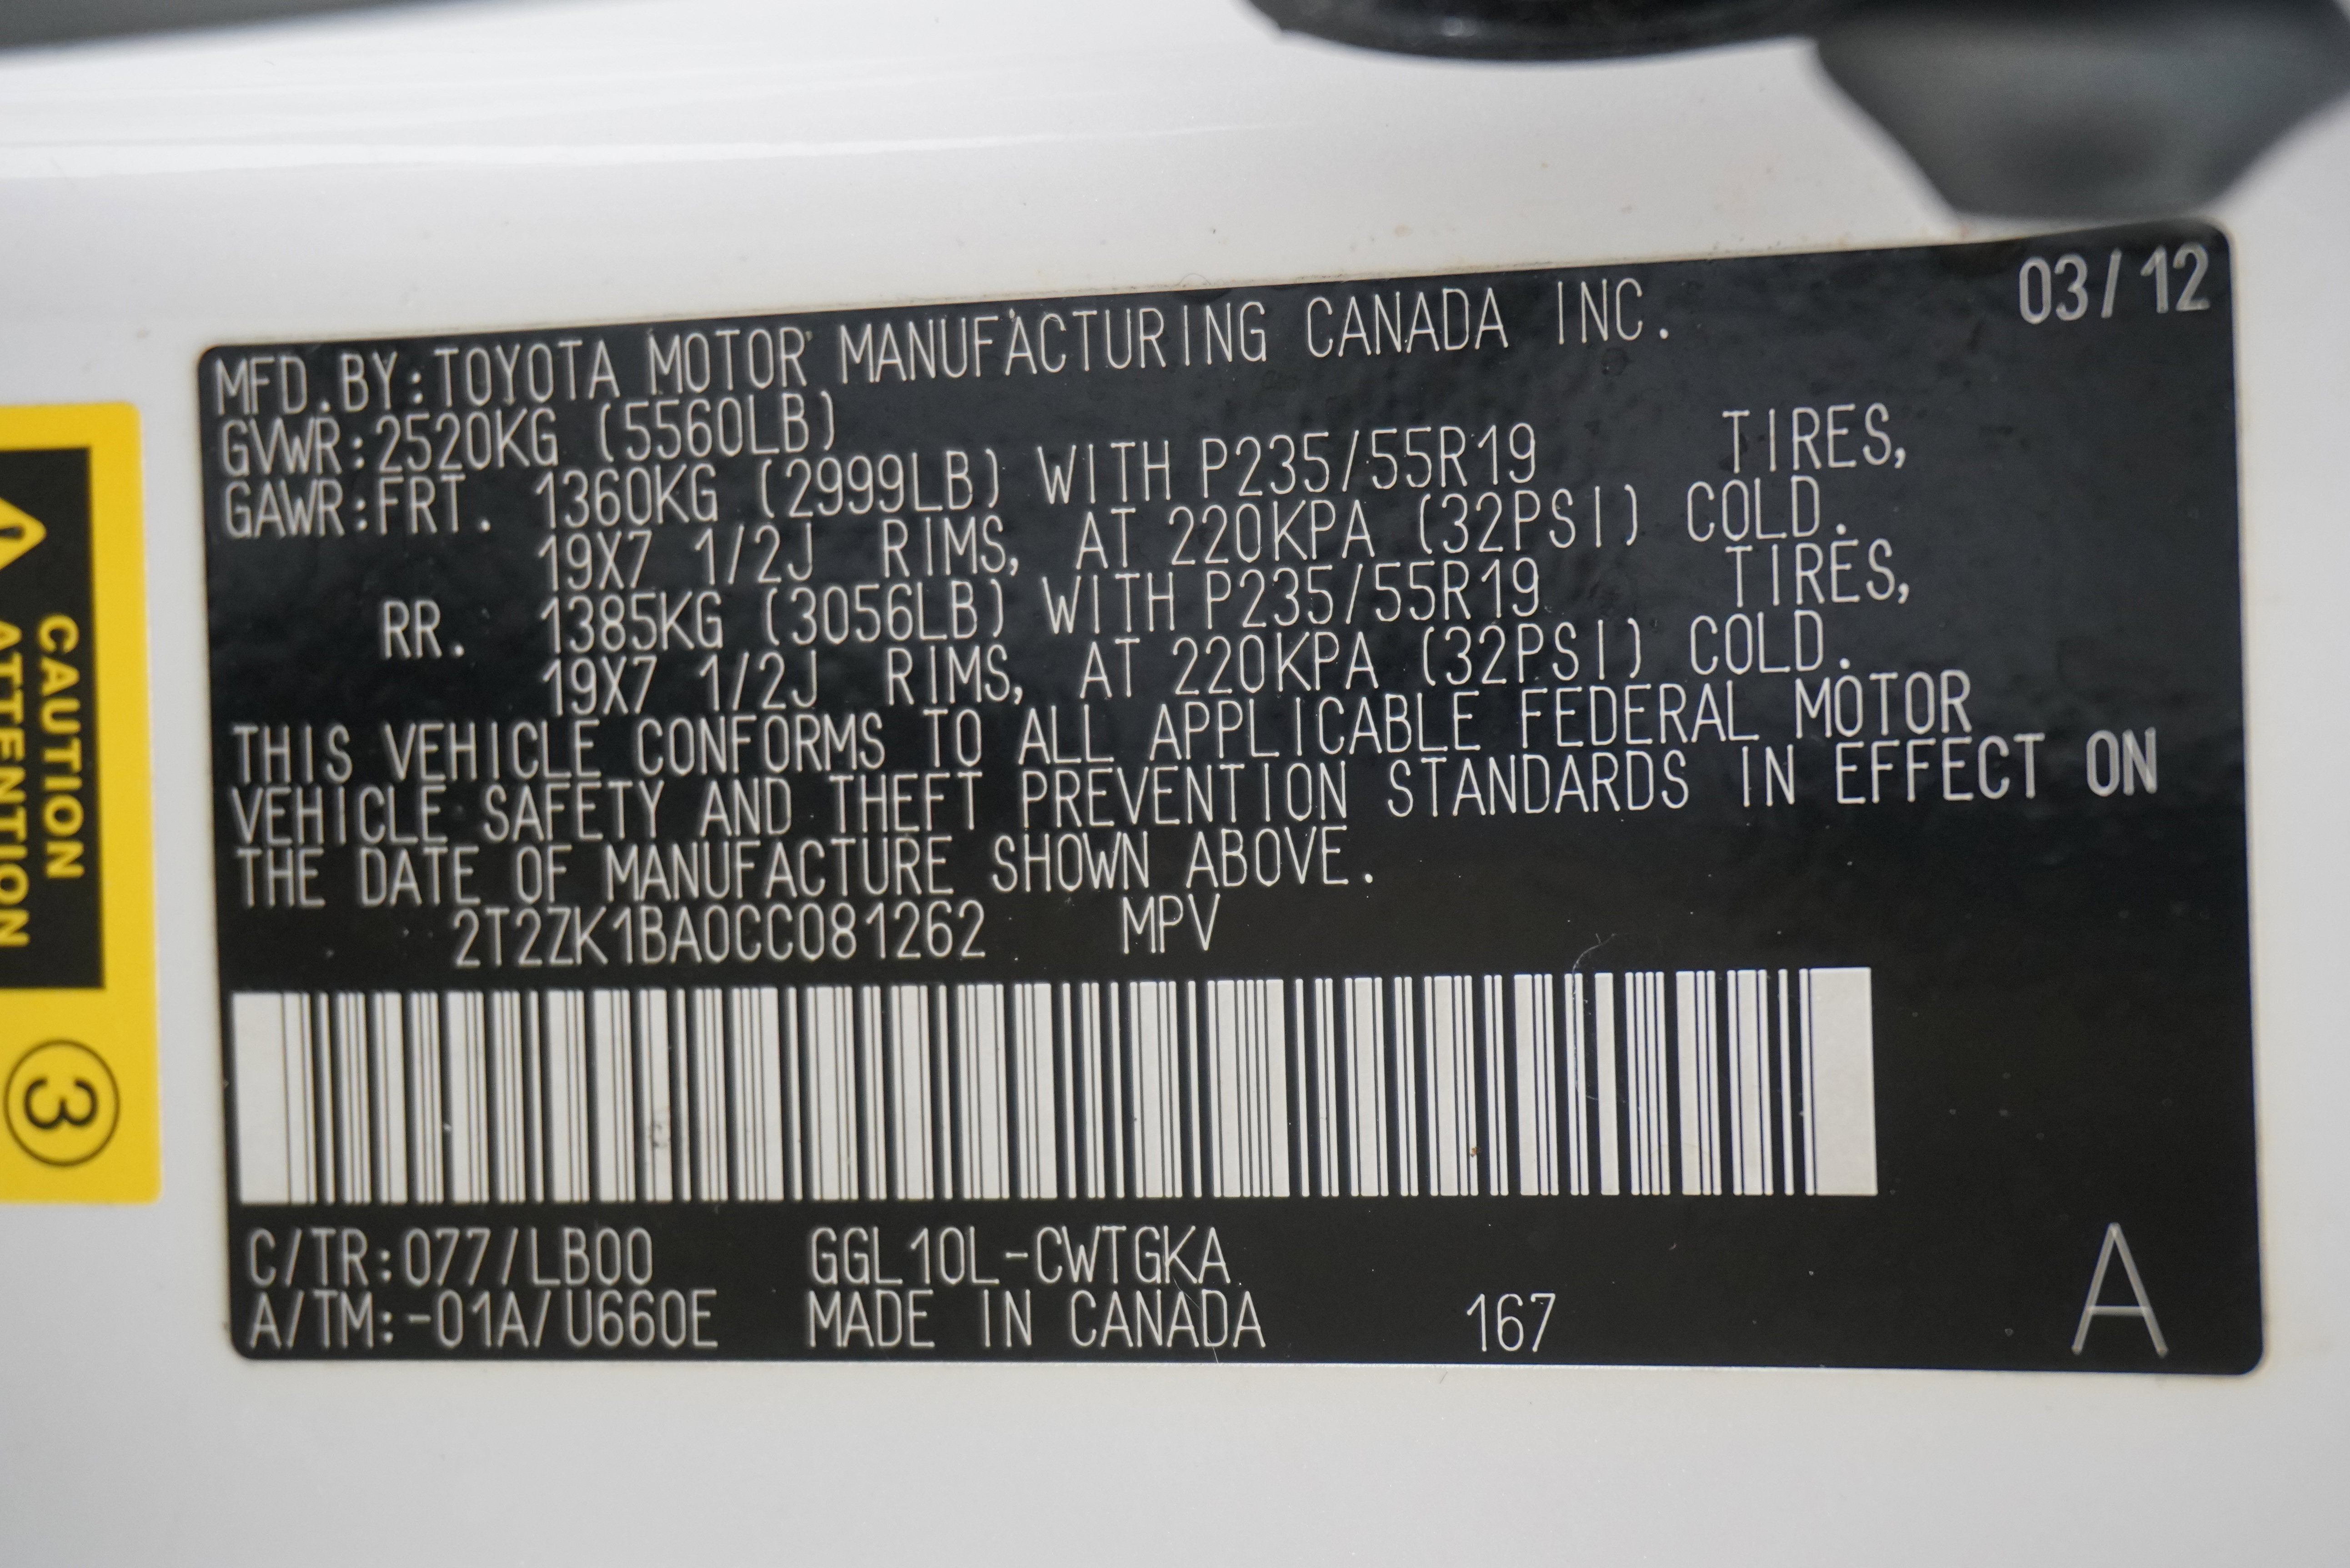 03/12
MFD.BY:TOYOTA MOTOR MANUFACTURING CANADA INC.
GVWR:2520KG (5560LB)
GAWR:FRT. 1360KG (2999LB) WITH P235/55R19 TIRES,
19X7 1/2J RIMS, AT 220KPA (32PSI) COLD.
RR. 1385KG (3056LB) WITH P235/55R19 TIRES,
19X7 1/2J RIMS, AT 220KPA (32PSI) COLD.
THIS VEHICLE CONFORMS TO ALL APPLICABLE FEDERAL MOTOR
VEHICLE SAFETY AND THEFT PREVENTION STANDARDS IN EFFECT ON
THE DATE OF MANUFACTURE SHOWN ABOVE.
2T2ZK1BA0CC081262 MPV
C/TR:077/LB00 GGL10L-CWTGKA
A/TM:-01A/U660E MADE IN CANADA 167 A
CAUTION
ATTENTION
3